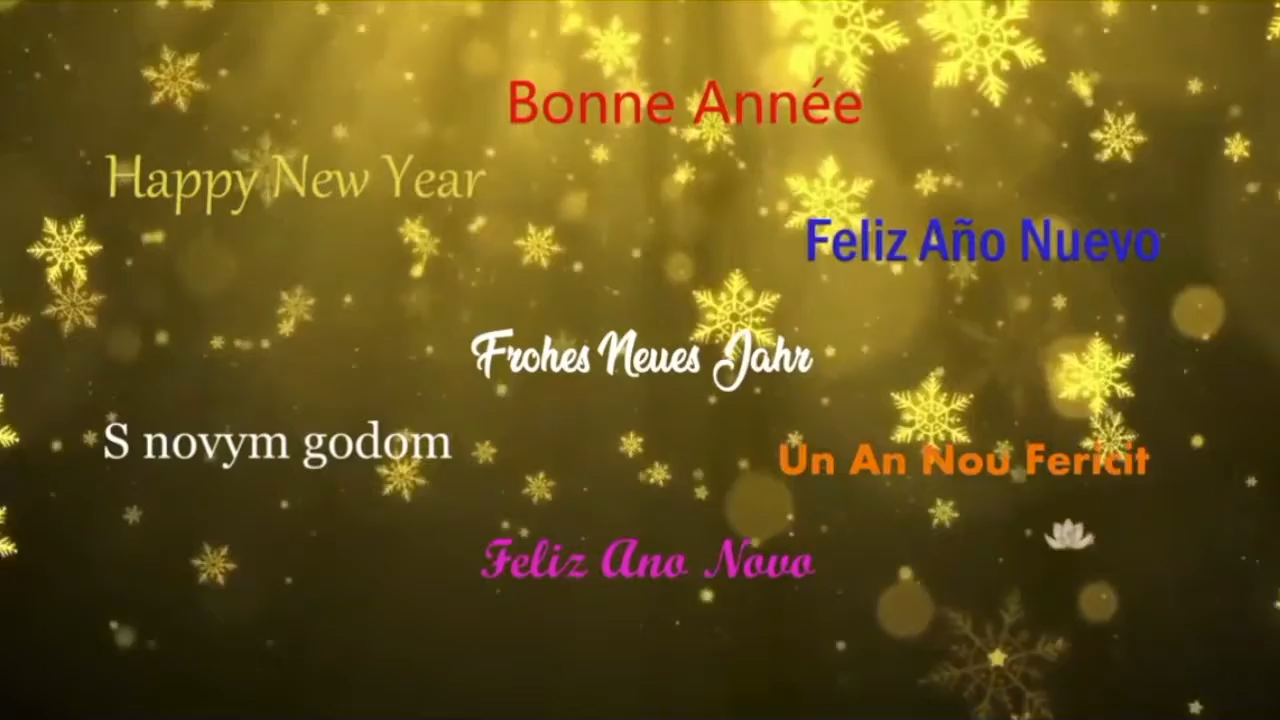 Bonne Année
Happy New Year
Feliz Año Nuevo
Frohes Neues Jahr
S novym godom
Un An Nou Fericit
Feliz Ano Novo